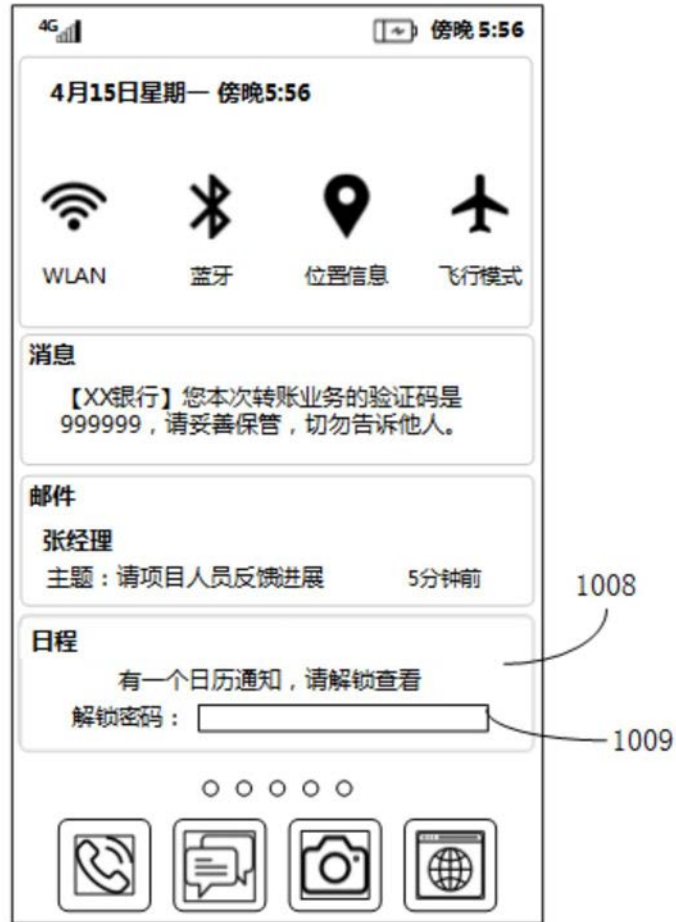 4G 傍晚 5:56
4月15日星期一 傍晚5:56
WLAN 蓝牙 位置信息 飞行模式
消息
【XX银行】您本次转账业务的验证码是
999999，请妥善保管，切勿告诉他人。
邮件
张经理
主题：请项目人员反馈进展 5分钟前
1008
日程
有一个日历通知，请解锁查看
解锁密码：
1009